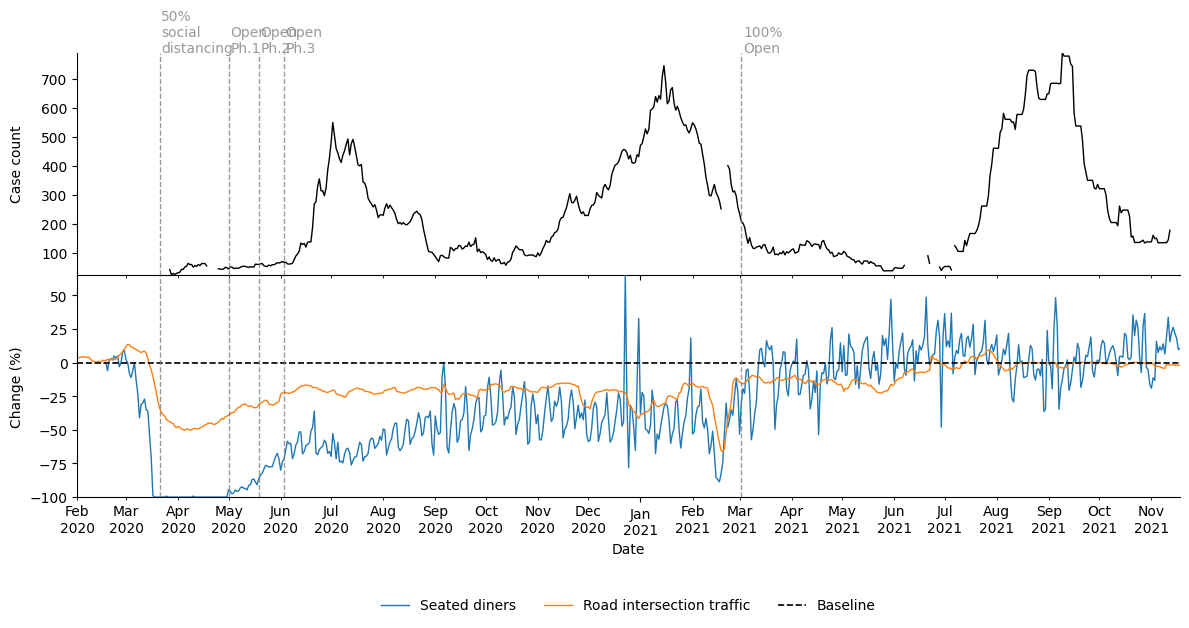 50%
social
distancing
Open
Ph.1
Open
Ph.2
Open
Ph.3
100%
Open
700
600
500
400
300
200
100
Case count
50
25
0
−25
−50
−75
−100
Change (%)
Feb Mar Apr May Jun Jul Aug Sep Oct Nov Dec Jan Feb Mar Apr May Jun Jul Aug Sep Oct Nov
2020 2020 2020 2020 2020 2020 2020 2020 2020 2020 2020 2021 2021 2021 2021 2021 2021 2021 2021 2021 2021 2021
Date
Seated diners Road intersection traffic Baseline